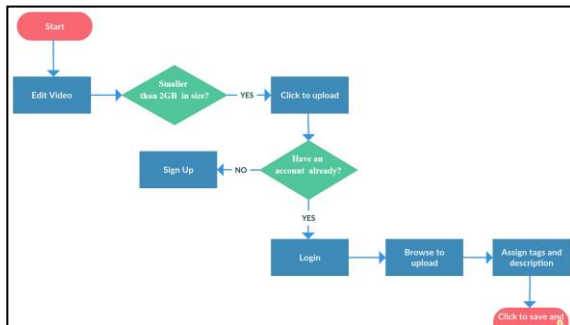 Start
Edit Video
Smaller
than 2GB in size?
YES
Click to upload
Sign Up
NO
Have an
account already?
YES
Login
Browse to
upload
Assign tags and
description
Click to save and